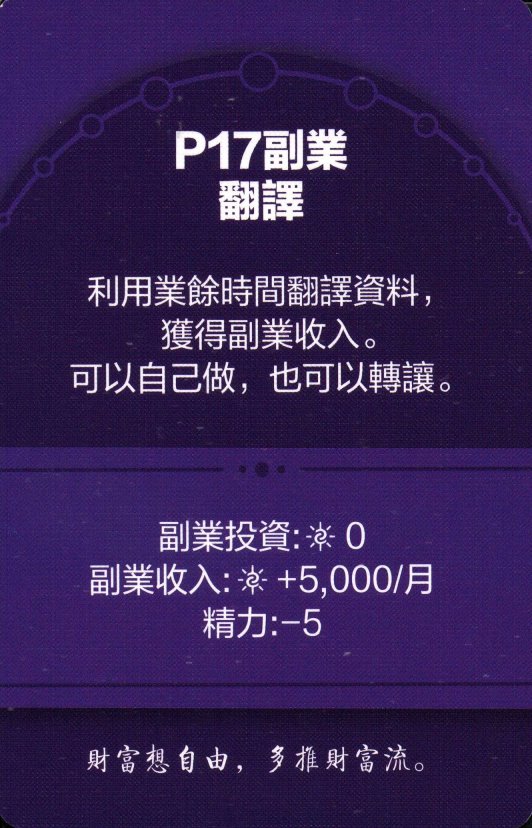 P17副業
翻譯
利用業餘時間翻譯資料，
獲得副業收入。
可以自己做，也可以轉讓。
副業投資: 0
副業收入: +5,000/月
精力:-5
財富想自由，多推財富流。